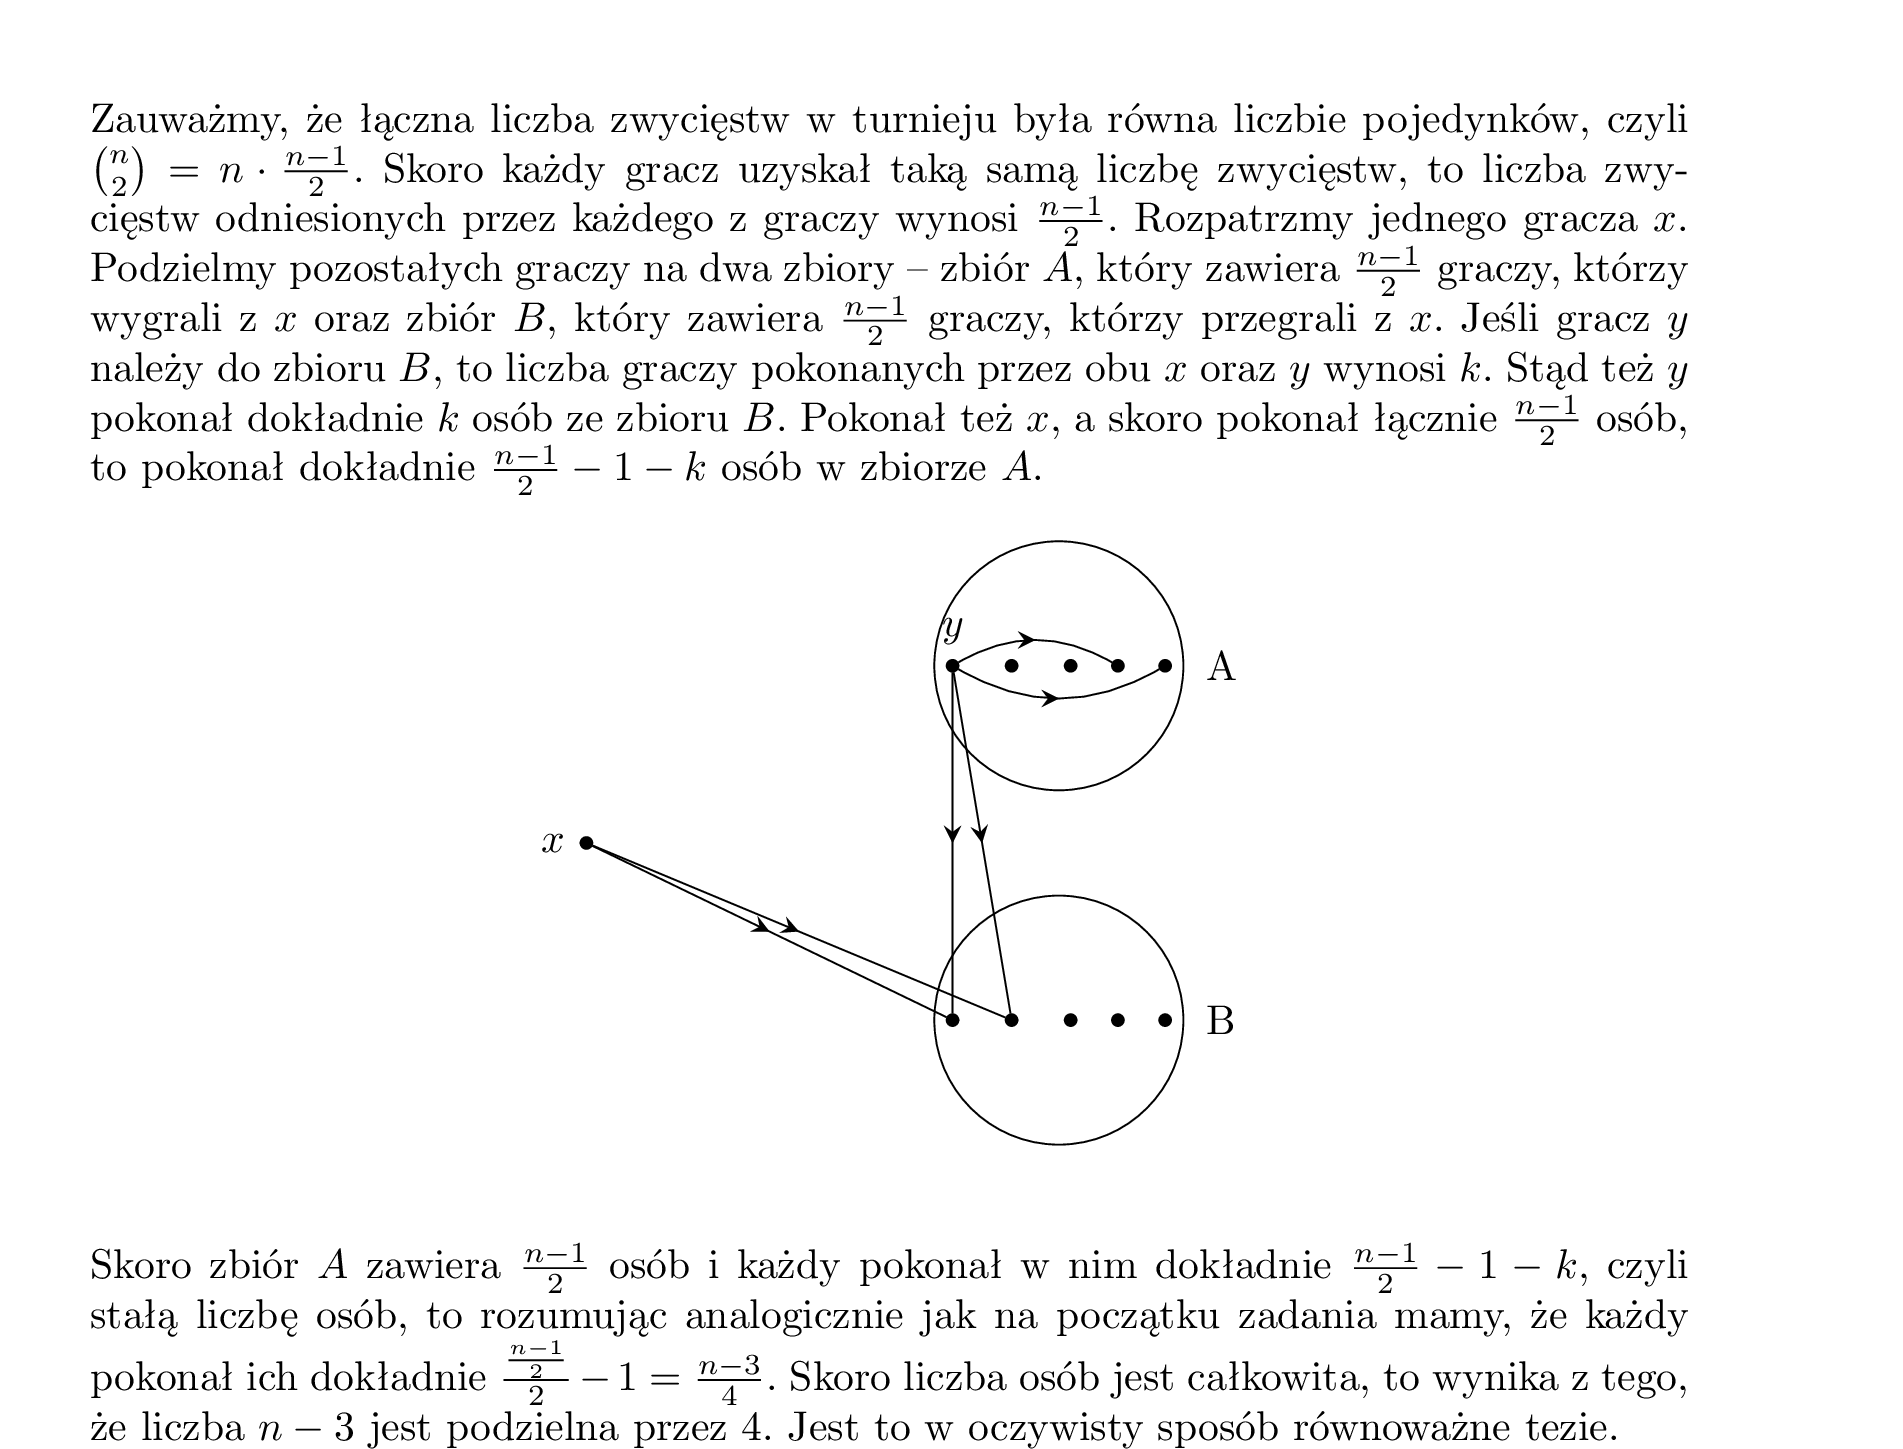 Zauważmy, że łączna liczba zwycięstw w turnieju była równa liczbie pojedynków, czyli
$\binom{n}{2} = n \cdot \frac{n-1}{2}$. Skoro każdy gracz uzyskał taką samą liczbę zwycięstw, to liczba zwy-
cięstw odniesionych przez każdego z graczy wynosi $\frac{n-1}{2}$. Rozpatrzmy jednego gracza $x$.
Podzielmy pozostałych graczy na dwa zbiory – zbiór $A$, który zawiera $\frac{n-1}{2}$ graczy, którzy
wygrali z $x$ oraz zbiór $B$, który zawiera $\frac{n-1}{2}$ graczy, którzy przegrali z $x$. Jeśli gracz $y$
należy do zbioru $B$, to liczba graczy pokonanych przez obu $x$ oraz $y$ wynosi $k$. Stąd też $y$
pokonał dokładnie $k$ osób ze zbioru $B$. Pokonał też $x$, a skoro pokonał łącznie $\frac{n-1}{2}$ osób,
to pokonał dokładnie $\frac{n-1}{2} - 1 - k$ osób w zbiorze $A$.
y
A
x
B
Skoro zbiór $A$ zawiera $\frac{n-1}{2}$ osób i każdy pokonał w nim dokładnie $\frac{n-1}{2} - 1 - k$, czyli
stałą liczbę osób, to rozumując analogicznie jak na początku zadania mamy, że każdy
pokonał ich dokładnie $\frac{\frac{n-1}{2}}{2} - 1 = \frac{n-3}{4}$. Skoro liczba osób jest całkowita, to wynika z tego,
że liczba $n - 3$ jest podzielna przez 4. Jest to w oczywisty sposób równoważne tezie.